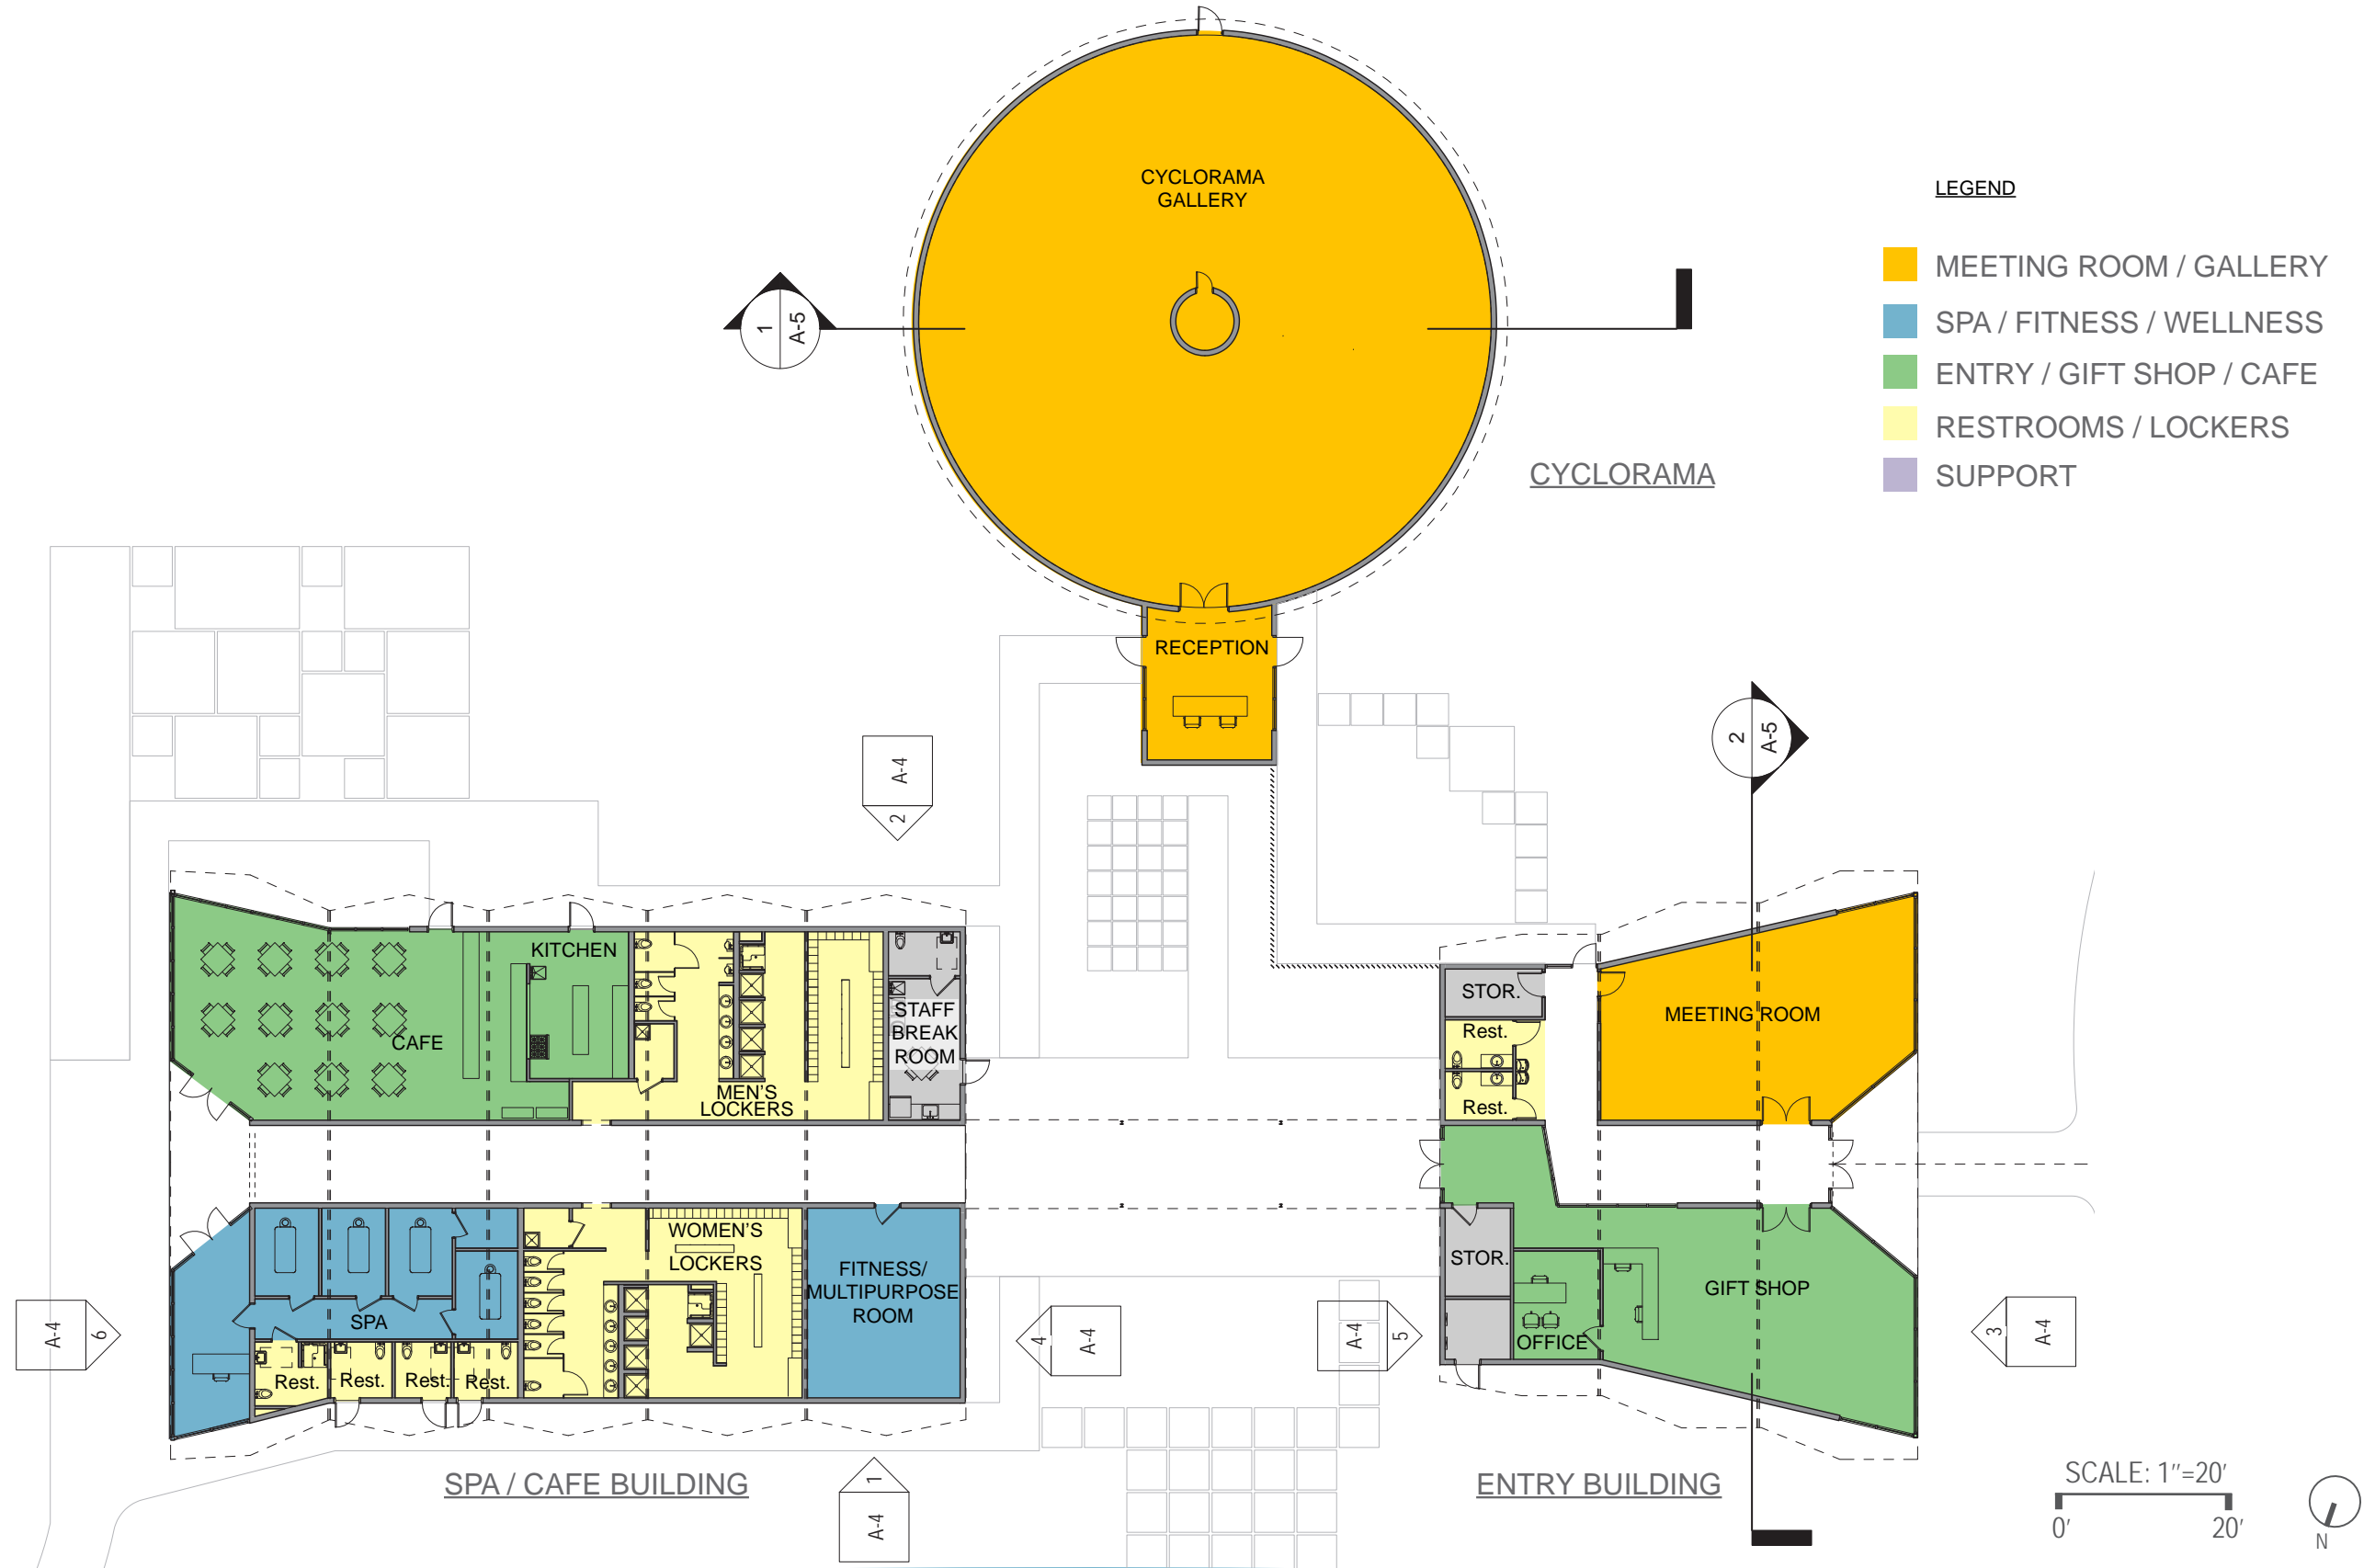 CYCLORAMA
GALLERY
LEGEND
MEETING ROOM / GALLERY
SPA / FITNESS / WELLNESS
ENTRY / GIFT SHOP / CAFE
RESTROOMS / LOCKERS
SUPPORT
1
A-5
CYCLORAMA
RECEPTION
2
A-5
A-4
2
KITCHEN
CAFE
MEN'S
LOCKERS
STAFF
BREAK
ROOM
STOR.
Rest.
Rest.
MEETING ROOM
WOMEN'S
LOCKERS
FITNESS/
MULTIPURPOSE
ROOM
SPA
Rest.
Rest.
Rest.
Rest.
STOR.
OFFICE
GIFT SHOP
A-4
6
4
A-4
A-4
5
3
A-4
1
A-4
SPA / CAFE BUILDING
ENTRY BUILDING
SCALE: 1"=20'
0'
20'
N